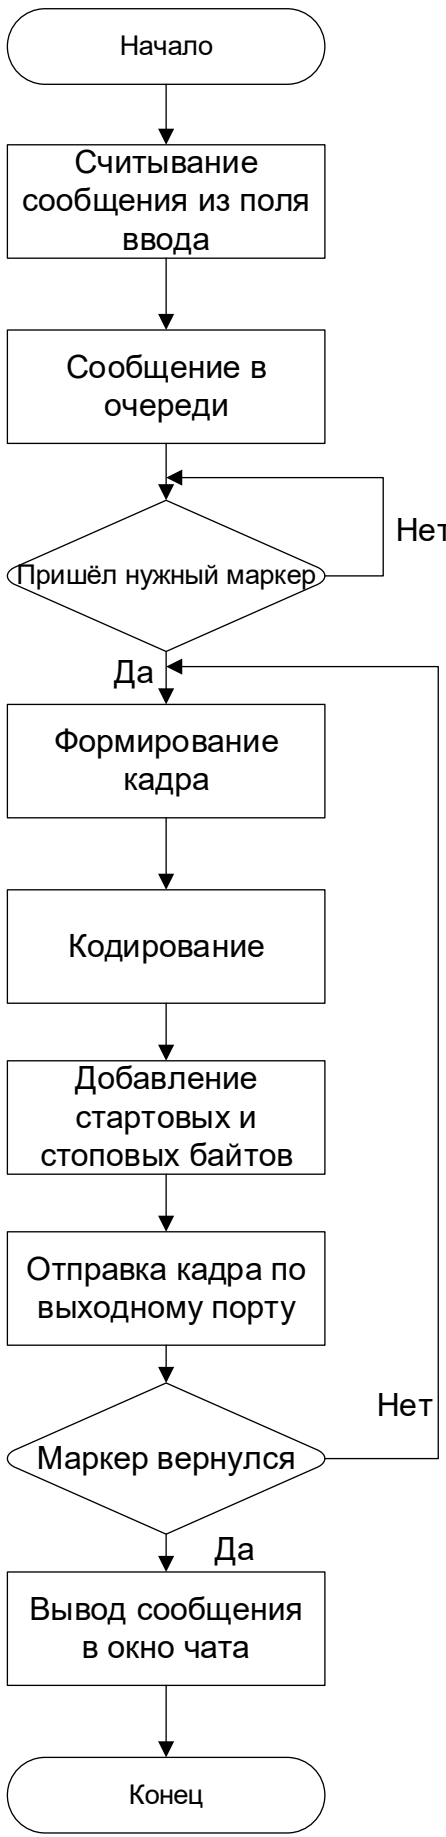 Начало
Считывание
сообщения из поля
ввода
Сообщение в
очереди
Нет
Пришёл нужный маркер
Да
Формирование
кадра
Кодирование
Добавление
стартовых и
стоповых байтов
Отправка кадра по
выходному порту
Нет
Маркер вернулся
Да
Вывод сообщения
в окно чата
Конец